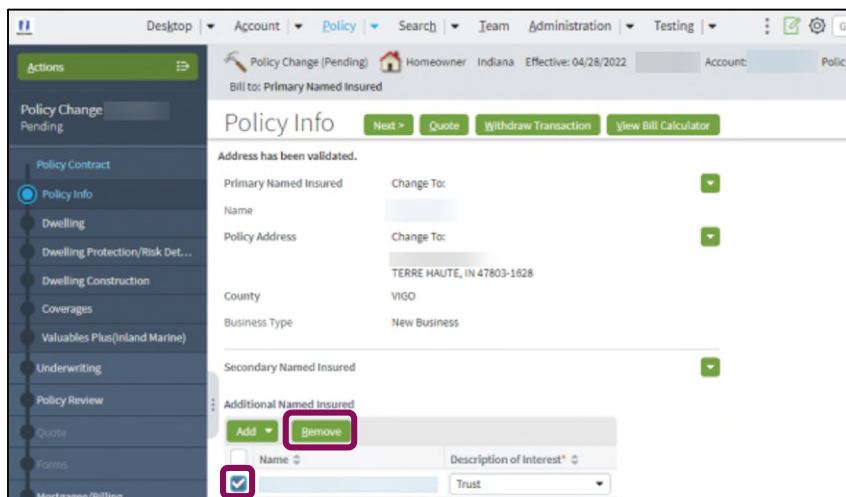 Desktop Account Policy Search Team Administration Testing G
Actions
Policy Change (Pending) Homeowner Indiana Effective: 04/28/2022 Account: Polic
Bill to: Primary Named Insured
Policy Change
Pending
Policy Info Next > Quote Withdraw Transaction View Bill Calculator
Address has been validated.
Policy Contract
Policy Info
Dwelling
Dwelling Protection/Risk Det...
Dwelling Construction
Coverages
Valuables Plus(Inland Marine)
Underwriting
Policy Review
Quote
Forms
Mortgagee/Billing
Primary Named Insured Change To:
Name
Policy Address Change To:
TERRE HAUTE, IN 47803-1628
County VIGO
Business Type New Business
Secondary Named Insured
Additional Named Insured
Add Remove
Name Description of Interest*
Trust